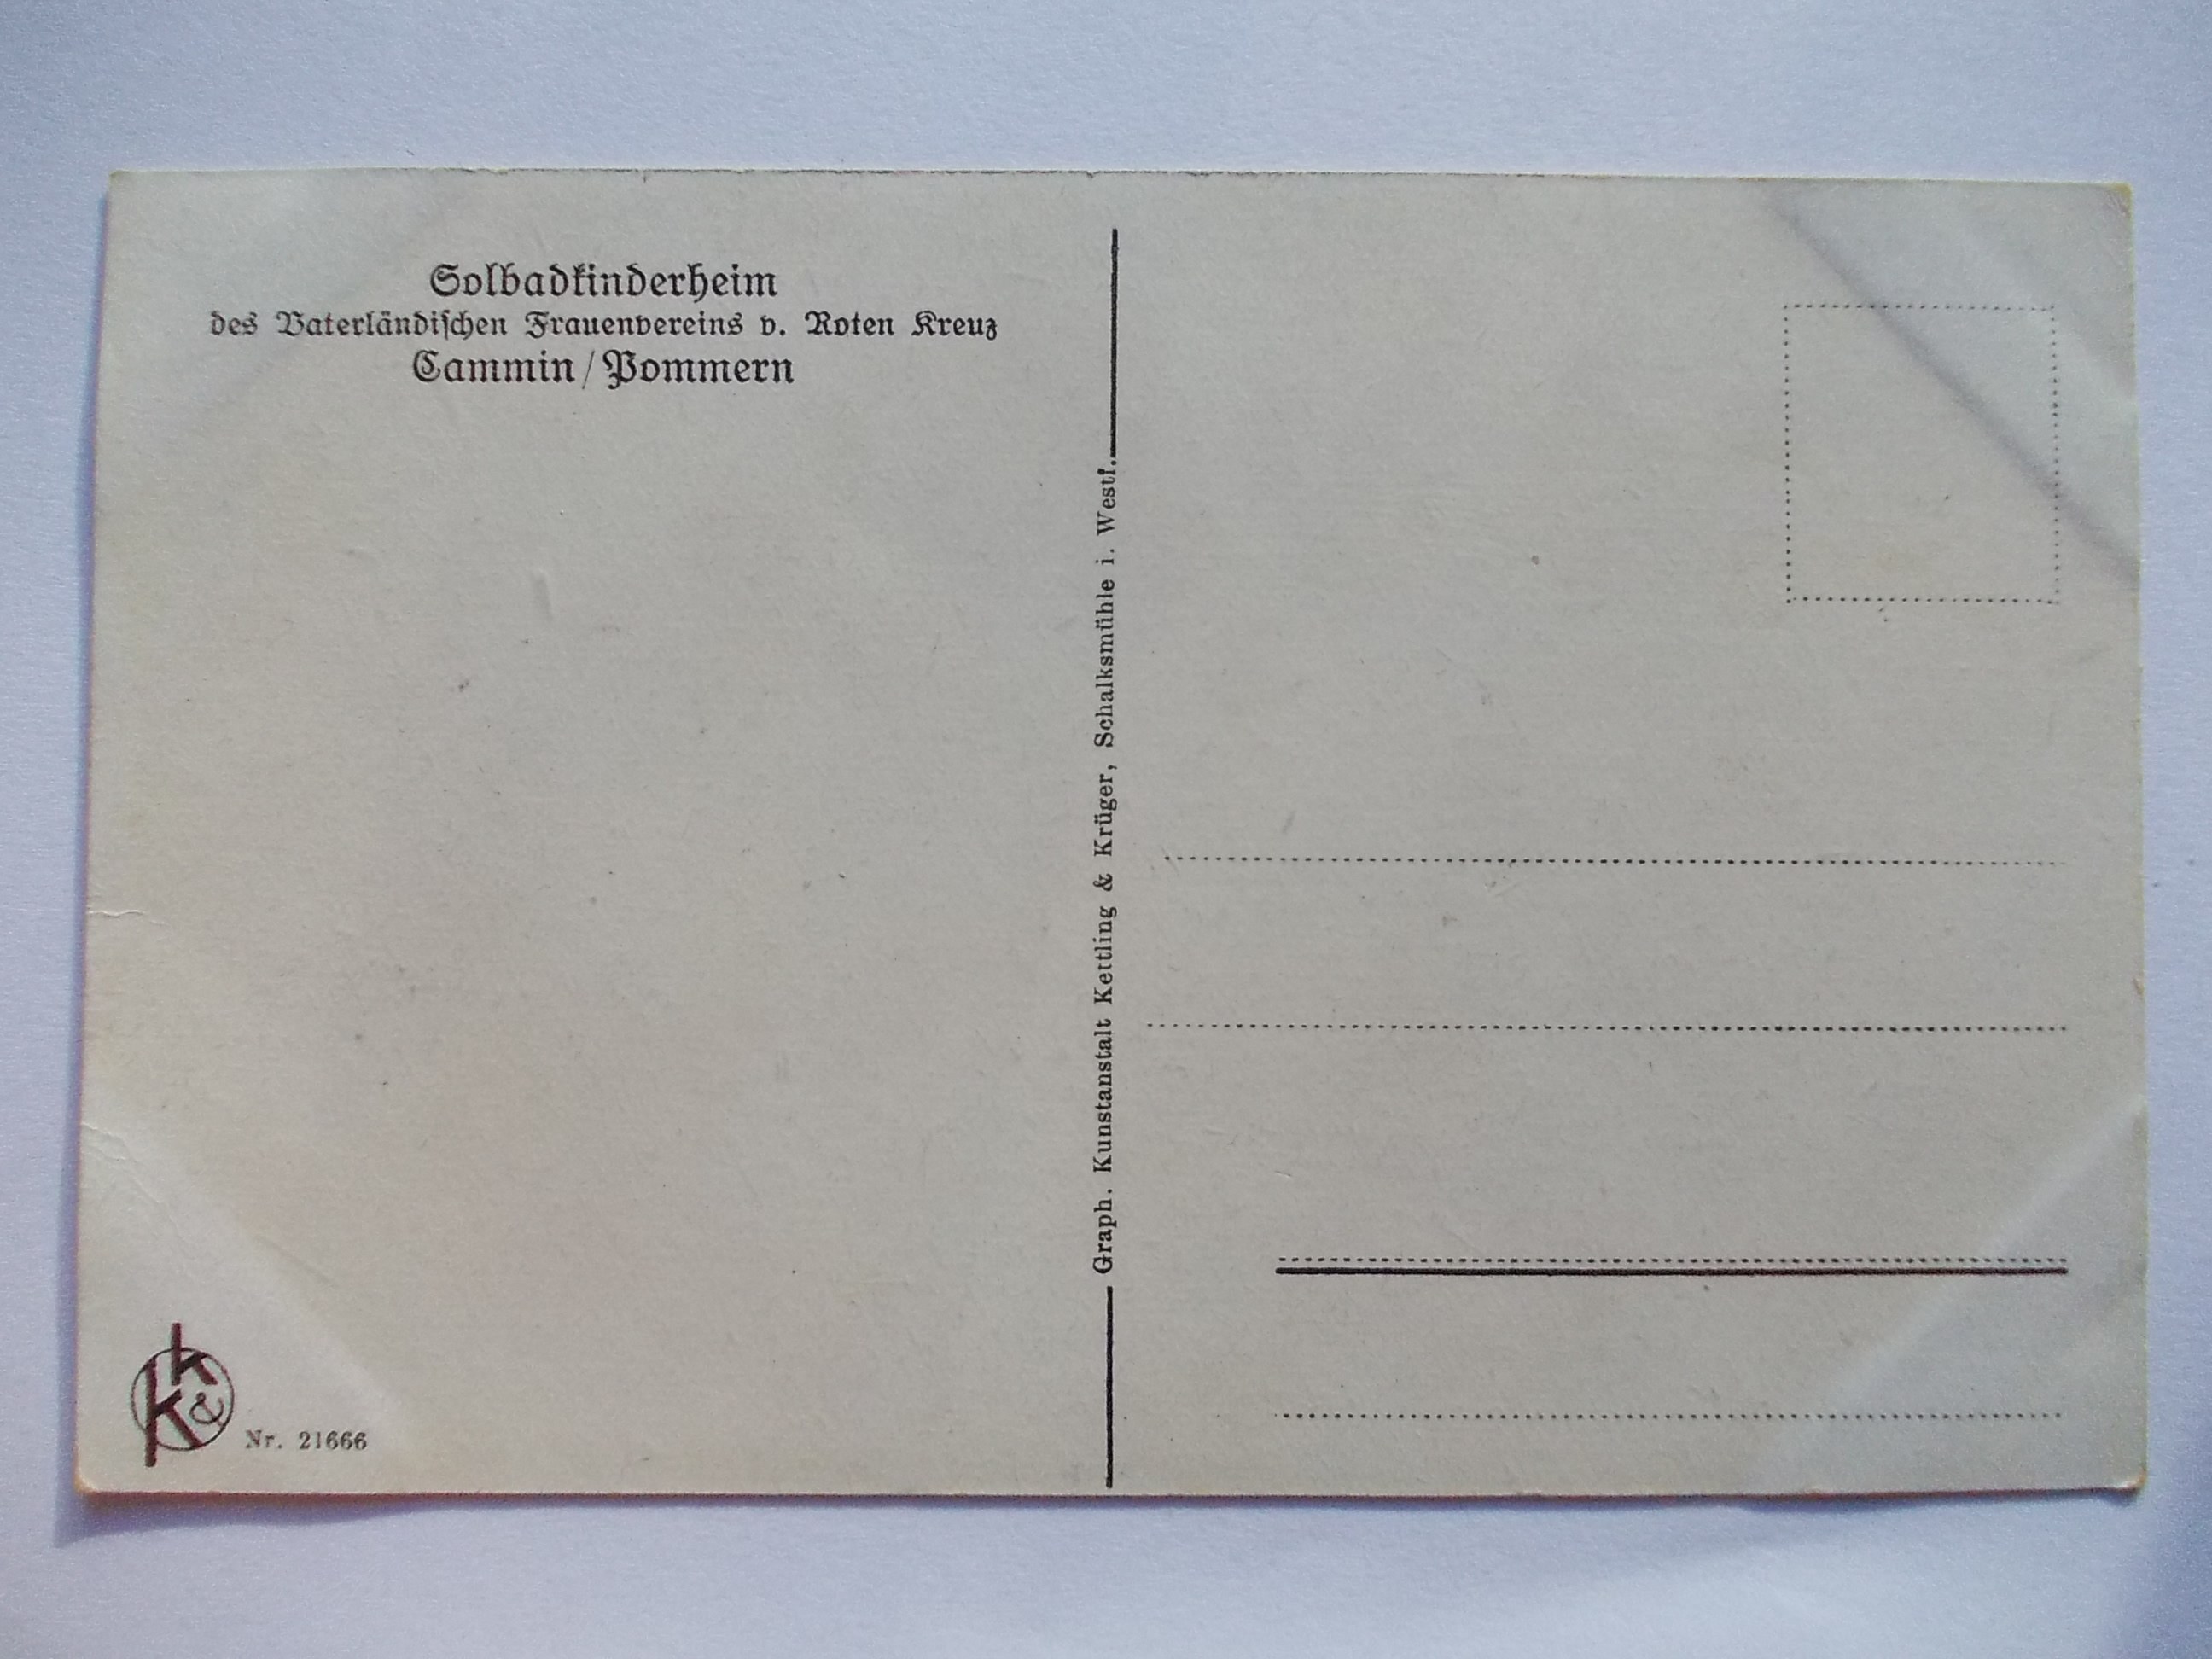 Solbadkinderheim
des Vaterländischen Frauenvereins v. Roten Kreuz
Cammin / Pommern
Graph. Kunstanstalt Kettling & Krüger, Schalksmühle i. Westf.
K&K
Nr. 21666